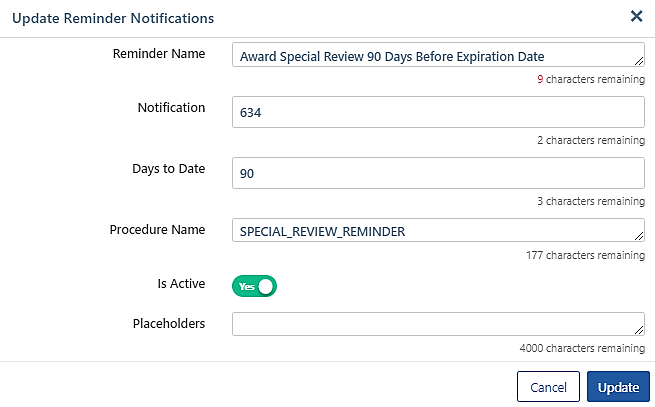 Update Reminder Notifications
Reminder Name
Award Special Review 90 Days Before Expiration Date
9 characters remaining
Notification
634
2 characters remaining
Days to Date
90
3 characters remaining
Procedure Name
SPECIAL_REVIEW_REMINDER
177 characters remaining
Is Active
Yes
Placeholders
4000 characters remaining
Cancel
Update